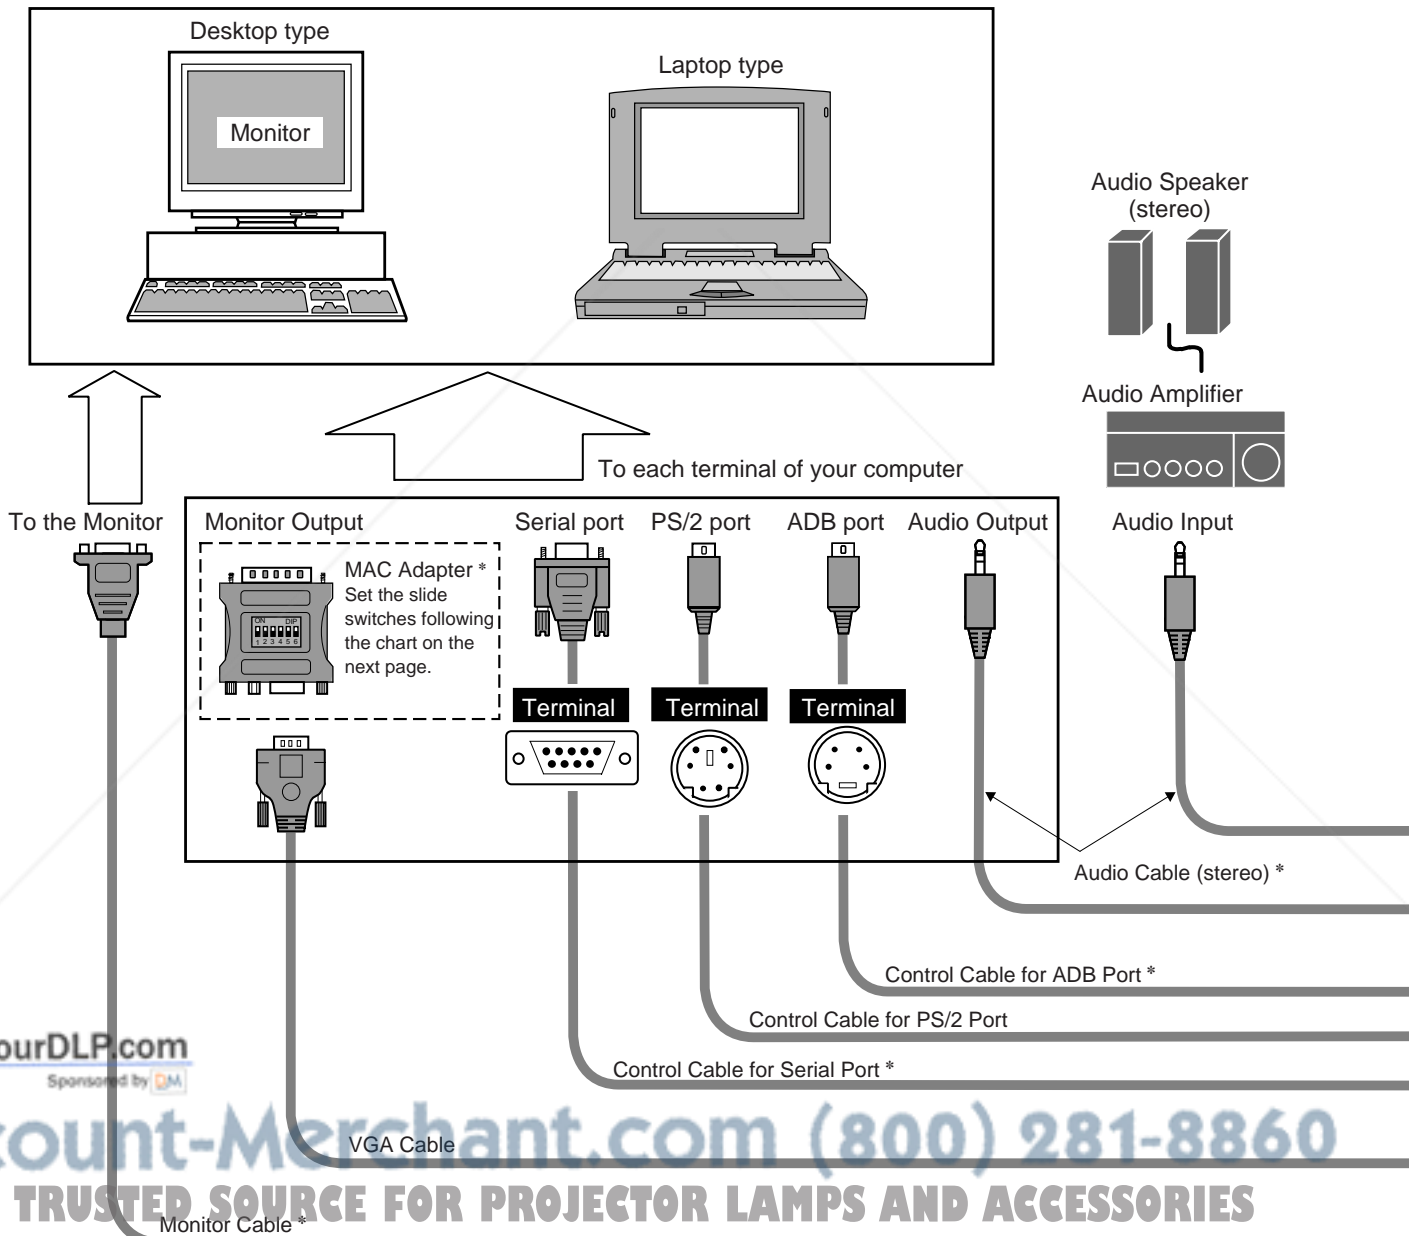 Desktop type
Monitor
Laptop type
Audio Speaker
(stereo)
Audio Amplifier
To each terminal of your computer
To the Monitor
Monitor Output
Serial port
PS/2 port
ADB port
Audio Output
Audio Input
MAC Adapter *
Set the slide
switches following
the chart on the
next page.
ON DIP
1 2 3 4 5 6
Terminal
Terminal
Terminal
Audio Cable (stereo) *
Control Cable for ADB Port *
Control Cable for PS/2 Port
Control Cable for Serial Port *
ourDLP.com
Sponsored by DM
count-Merchant.com (800) 281-8860
VGA Cable
TRUSTED SOURCE FOR PROJECTOR LAMPS AND ACCESSORIES
Monitor Cable *